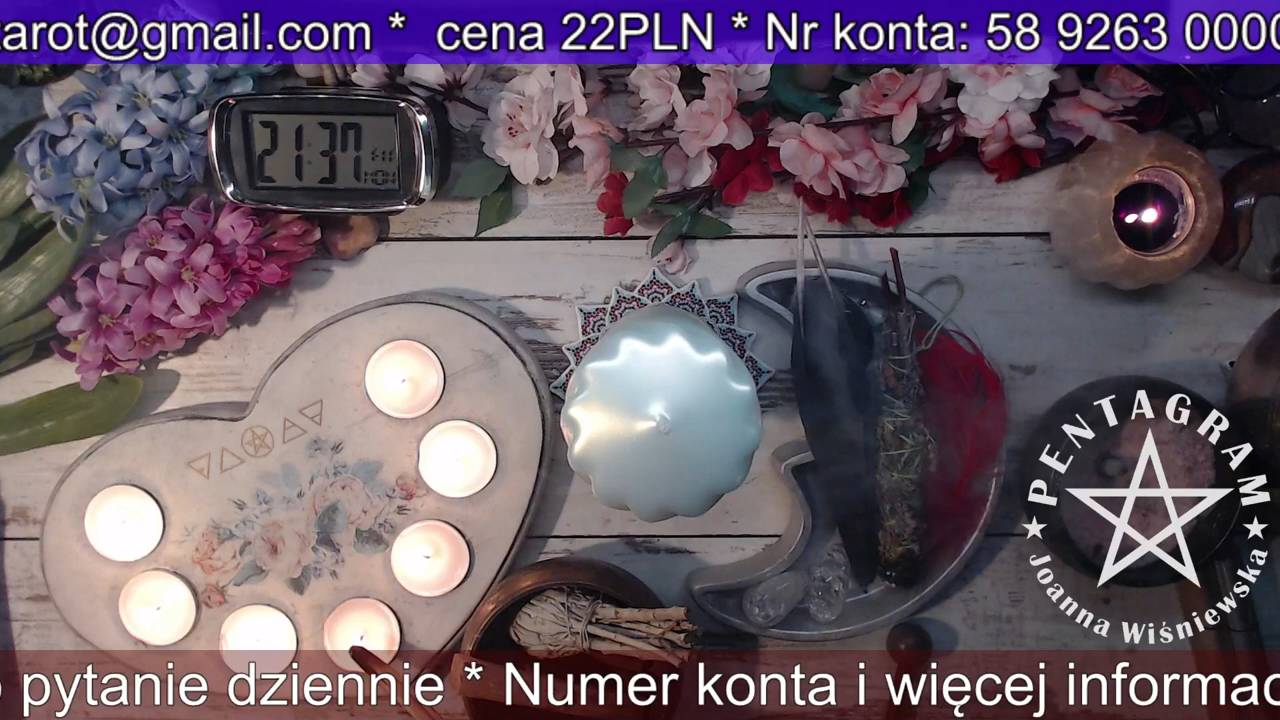 tarot@gmail.com * cena 22PLN * Nr konta: 58 9263 0000
21:37
PENTAGRAM
Joanna Wiśniewska
pytanie dziennie * Numer konta i więcej informac